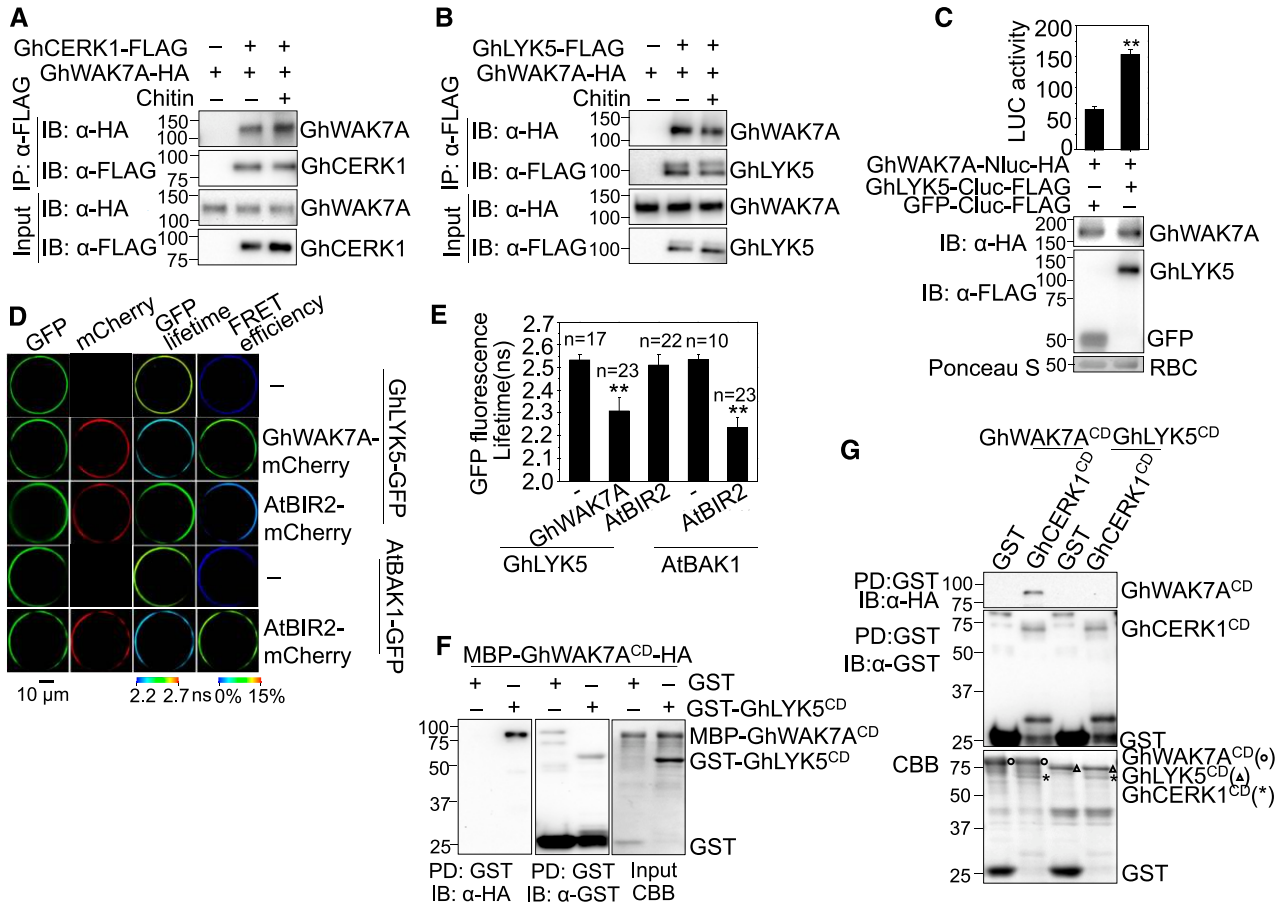 A
GhCERK1-FLAG – + +
GhWAK7A-HA + + +
Chitin – – +
IP: α-FLAG
IB: α-HA 150 100 GhWAK7A
IB: α-FLAG 100 75 GhCERK1
Input
IB: α-HA 150 100 GhWAK7A
IB: α-FLAG 100 75 GhCERK1
B
GhLYK5-FLAG – + +
GhWAK7A-HA + + +
Chitin – – +
IP: α-FLAG
IB: α-HA 150 100 GhWAK7A
IB: α-FLAG 100 GhLYK5
Input
IB: α-HA 150 100 GhWAK7A
IB: α-FLAG 100 GhLYK5
C
LUC activity
200
150
100
50
0
**
GhWAK7A-Nluc-HA + +
GhLYK5-Cluc-FLAG – +
GFP-Cluc-FLAG + –
IB: α-HA 200 150 GhWAK7A
IB: α-FLAG 150 100 75 50 GhLYK5
GFP
Ponceau S 50 RBC
D
GFP
mCherry
GFP lifetime
FRET efficiency
–
GhWAK7A-mCherry
AtBIR2-mCherry
GhLYK5-GFP
–
AtBIR2-mCherry
AtBAK1-GFP
10 µm
2.2 2.7 ns 0% 15%
E
GFP fluorescence
Lifetime(ns)
2.7
2.6
2.5
2.4
2.3
2.2
2.1
2.0
n=17
n=23
**
n=22
n=10
n=23
**
-
GhWAK7A
AtBIR2
-
AtBIR2
GhLYK5
AtBAK1
F
MBP-GhWAK7A^CD-HA
+ – + – + – GST
– + – + – + GST-GhLYK5^CD
100
75
50
37
25
MBP-GhWAK7A^CD
GST-GhLYK5^CD
GST
PD: GST
IB: α-HA
PD: GST
IB: α-GST
Input
CBB
G
GhWAK7A^CD
GhLYK5^CD
GST
GhCERK1^CD
GST
GhCERK1^CD
PD:GST
IB:α-HA
100
75
GhWAK7A^CD
PD:GST
IB:α-GST
75
50
37
25
GhCERK1^CD
GST
CBB
75
50
37
25
GhWAK7A^CD(o)
GhLYK5^CD(Δ)
GhCERK1^CD(*)
GST